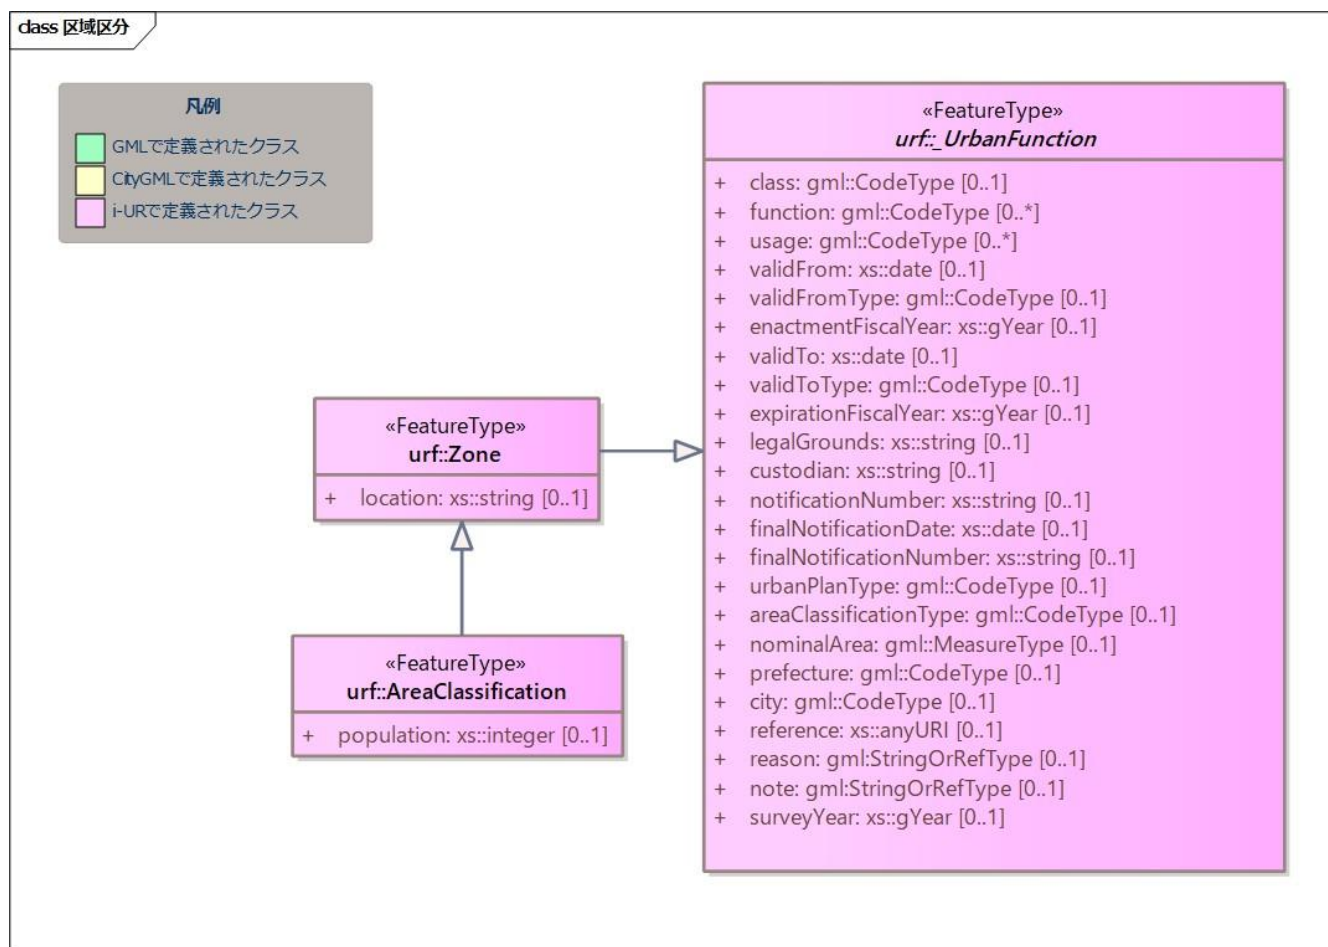 class 区域区分
凡例
GMLで定義されたクラス
CityGMLで定義されたクラス
i-URで定義されたクラス
«FeatureType»
urf::_UrbanFunction
+ class: gml::CodeType [0..1]
+ function: gml::CodeType [0..*]
+ usage: gml::CodeType [0..*]
+ validFrom: xs::date [0..1]
+ validFromType: gml::CodeType [0..1]
+ enactmentFiscalYear: xs::gYear [0..1]
+ validTo: xs::date [0..1]
+ validToType: gml::CodeType [0..1]
+ expirationFiscalYear: xs::gYear [0..1]
+ legalGrounds: xs::string [0..1]
+ custodian: xs::string [0..1]
+ notificationNumber: xs::string [0..1]
+ finalNotificationDate: xs::date [0..1]
+ finalNotificationNumber: xs::string [0..1]
+ urbanPlanType: gml::CodeType [0..1]
+ areaClassificationType: gml::CodeType [0..1]
+ nominalArea: gml::MeasureType [0..1]
+ prefecture: gml::CodeType [0..1]
+ city: gml::CodeType [0..1]
+ reference: xs::anyURI [0..1]
+ reason: gml:StringOrRefType [0..1]
+ note: gml:StringOrRefType [0..1]
+ surveyYear: xs::gYear [0..1]
«FeatureType»
urf::Zone
+ location: xs::string [0..1]
«FeatureType»
urf::AreaClassification
+ population: xs::integer [0..1]